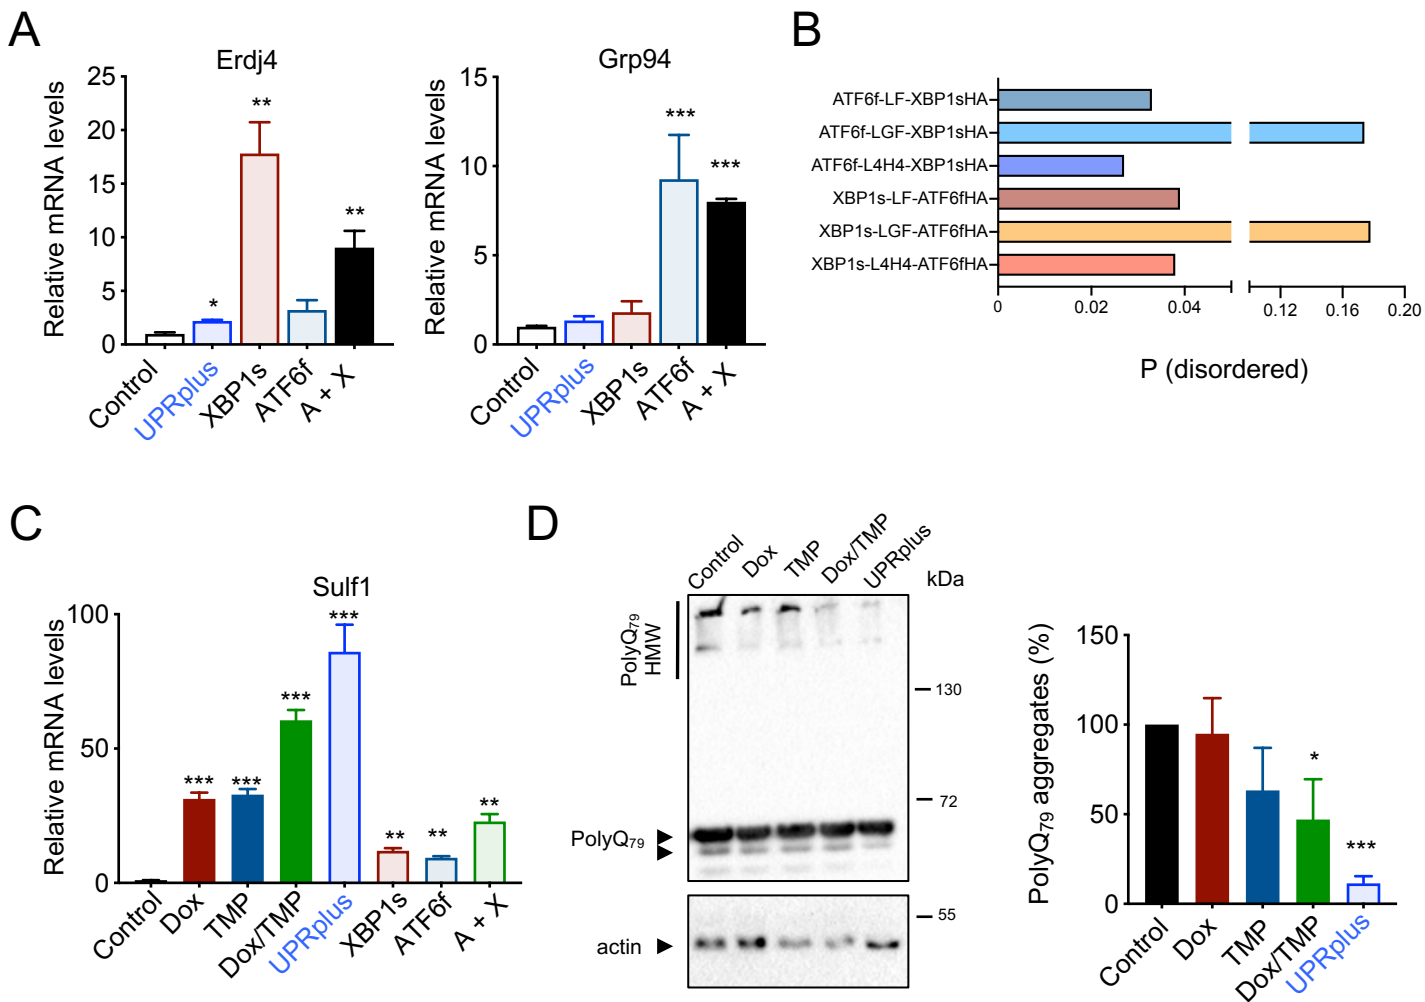 A
Erdj4
Relative mRNA levels
25
20
15
10
5
0
**
*
**
Control
UPRplus
XBP1s
ATF6f
A + X
Grp94
Relative mRNA levels
15
10
5
0
***
***
Control
UPRplus
XBP1s
ATF6f
A + X
B
ATF6f-LF-XBP1sHA
ATF6f-LGF-XBP1sHA
ATF6f-L4H4-XBP1sHA
XBP1s-LF-ATF6fHA
XBP1s-LGF-ATF6fHA
XBP1s-L4H4-ATF6fHA
0 0.02 0.04 0.12 0.16 0.20
P (disordered)
C
Sulf1
Relative mRNA levels
100
50
0
***
***
***
***
**
**
**
Control
Dox
TMP
Dox/TMP
UPRplus
XBP1s
ATF6f
A + X
D
Control
Dox
TMP
Dox/TMP
UPRplus
kDa
PolyQ79
HMW
130
72
PolyQ79
55
actin
PolyQ79 aggregates (%)
150
100
50
0
*
***
Control
Dox
TMP
Dox/TMP
UPRplus